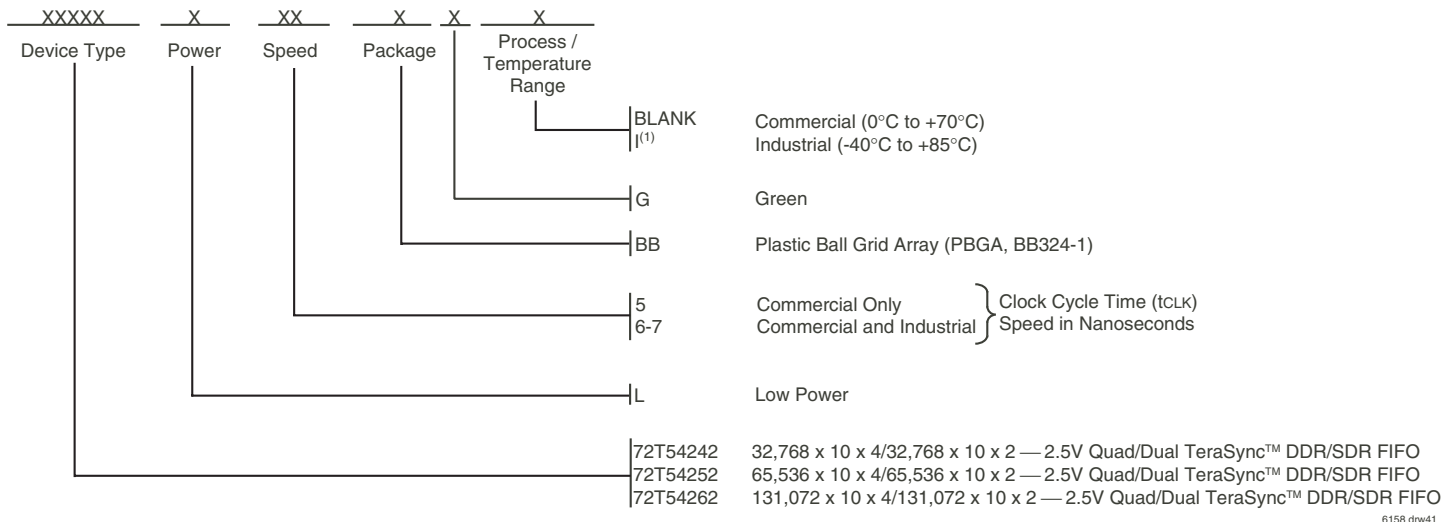 XXXXX X XX X X X
Device Type Power Speed Package Process /
Temperature
Range
BLANK Commercial (0°C to +70°C)
I(1) Industrial (-40°C to +85°C)
G Green
BB Plastic Ball Grid Array (PBGA, BB324-1)
5 Commercial Only Clock Cycle Time (tCLK)
6-7 Commercial and Industrial Speed in Nanoseconds
L Low Power
72T54242 32,768 x 10 x 4/32,768 x 10 x 2 — 2.5V Quad/Dual TeraSync™ DDR/SDR FIFO
72T54252 65,536 x 10 x 4/65,536 x 10 x 2 — 2.5V Quad/Dual TeraSync™ DDR/SDR FIFO
72T54262 131,072 x 10 x 4/131,072 x 10 x 2 — 2.5V Quad/Dual TeraSync™ DDR/SDR FIFO
6158 drw41